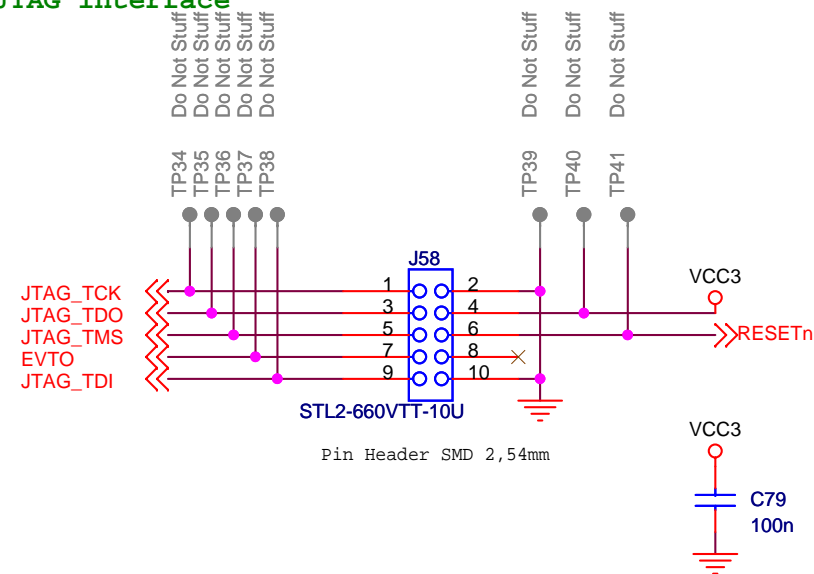 JTAG Interface
Do Not Stuff
Do Not Stuff
Do Not Stuff
Do Not Stuff
Do Not Stuff
Do Not Stuff
Do Not Stuff
Do Not Stuff
TP34
TP35
TP36
TP37
TP38
TP39
TP40
TP41
J58
JTAG_TCK
JTAG_TDO
JTAG_TMS
EVTO
JTAG_TDI
1 2
3 4
5 6
7 8
9 10
VCC3
RESETn
STL2-660VTT-10U
Pin Header SMD 2,54mm
VCC3
C79
100n